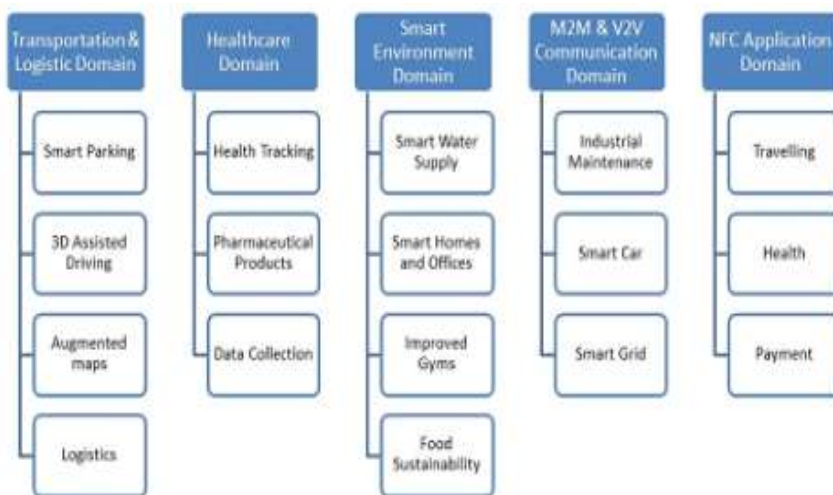 Transportation &
Logistic Domain
Smart Parking
3D Assisted
Driving
Augmented
maps
Logistics
Healthcare
Domain
Health Tracking
Pharmaceutical
Products
Data Collection
Smart
Environment
Domain
Smart Water
Supply
Smart Homes
and Offices
Improved
Gyms
Food
Sustainability
M2M & V2V
Communication
Domain
Industrial
Maintenance
Smart Car
Smart Grid
NFC Application
Domain
Travelling
Health
Payment